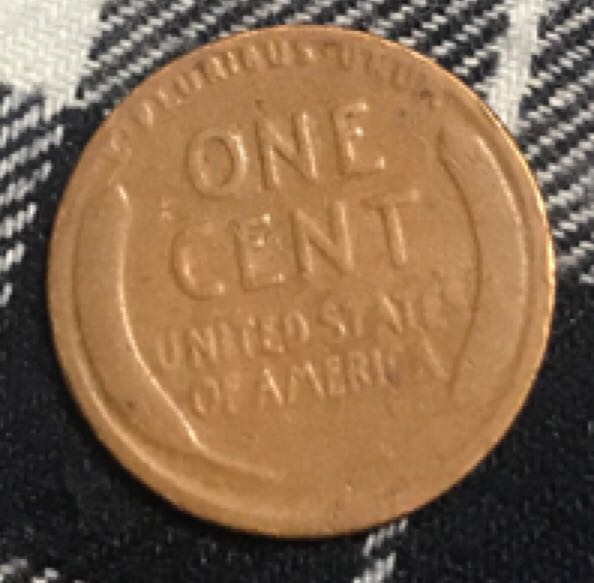 E·PLURIBUS·UNUM
ONE
CENT
UNITED STATES
OF AMERICA